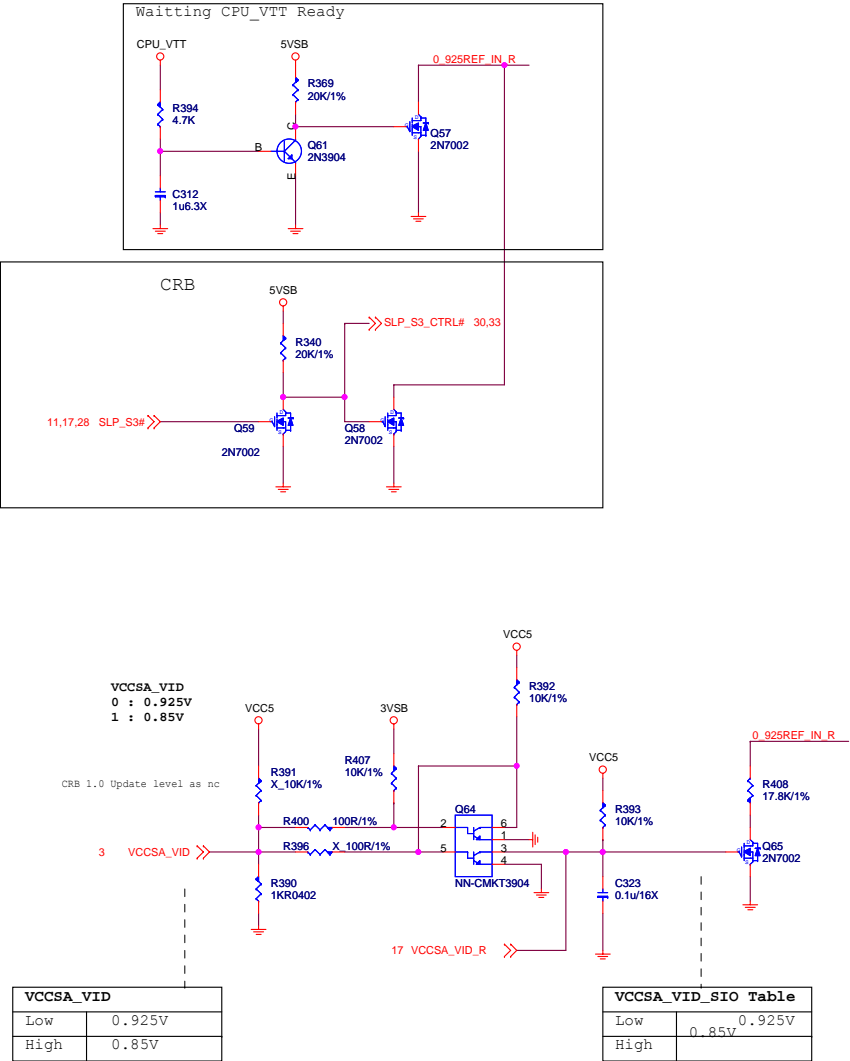 Waitting CPU_VTT Ready
CPU_VTT
5VSB
0_925REF_IN_R
R369
20K/1%
R394
4.7K
C
Q57
2N7002
B
Q61
2N3904
E
C312
1u6.3X
CRB
5VSB
SLP_S3_CTRL# 30,33
R340
20K/1%
11,17,28 SLP_S3#
Q59
2N7002
Q58
2N7002
VCC5
R392
10K/1%
VCCSA_VID
0 : 0.925V
1 : 0.85V
VCC5
3VSB
0_925REF_IN_R
VCC5
R407
10K/1%
R391
X_10K/1%
CRB 1.0 Update level as nc
R408
17.8K/1%
Q64
R393
10K/1%
R400 100R/1%
2
6
1
R396 X_100R/1%
5
3
4
3 VCCSA_VID
Q65
2N7002
NN-CMKT3904
R390
1KR0402
C323
0.1u/16X
17 VCCSA_VID_R
VCCSA_VID
Low 0.925V
High 0.85V
VCCSA_VID_SIO Table
Low 0.925V
0.85V
High